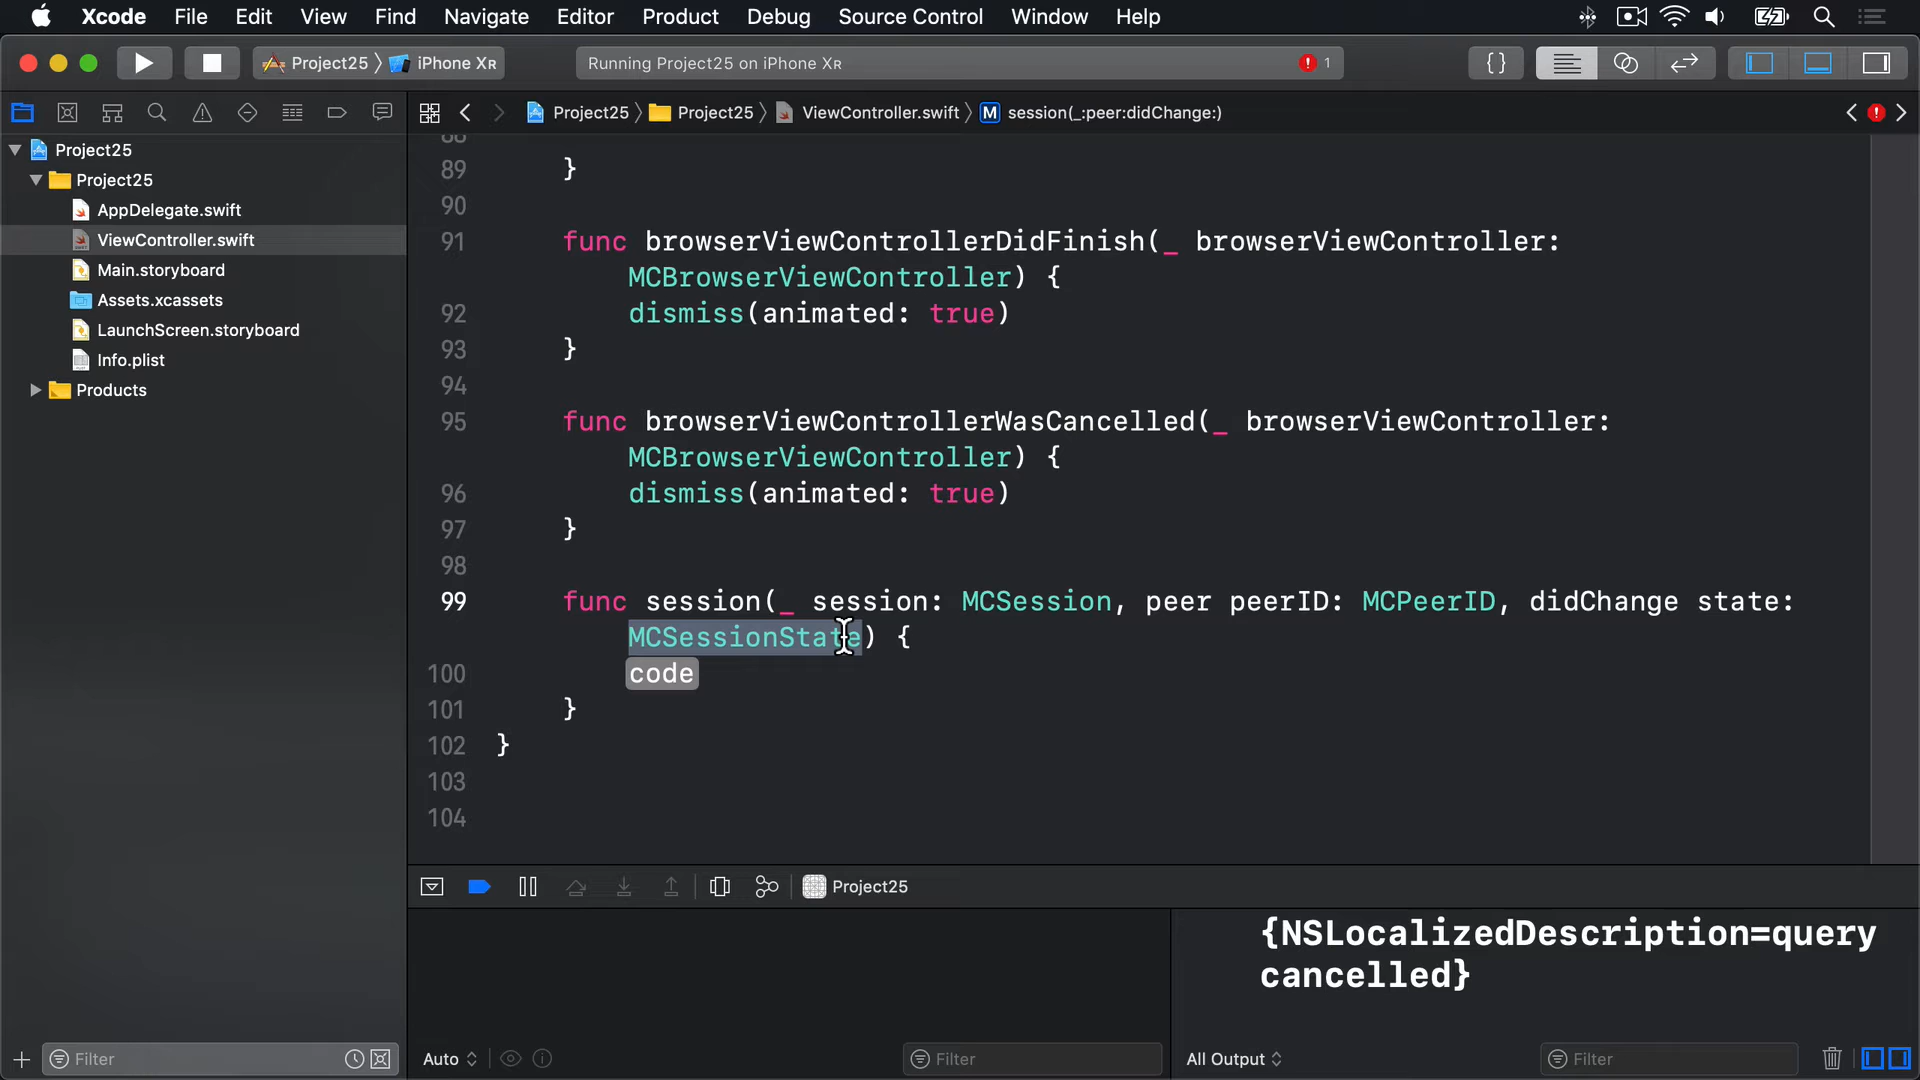 Xcode File Edit View Find Navigate Editor Product Debug Source Control Window Help
Project25 iPhone XR
Running Project25 on iPhone XR
1
Project25 Project25 ViewController.swift M session(_:peer:didChange:)
Project25
Project25
AppDelegate.swift
ViewController.swift
Main.storyboard
Assets.xcassets
LaunchScreen.storyboard
Info.plist
Products
88
89 }
90
91 func browserViewControllerDidFinish(_ browserViewController:
MCBrowserViewController) {
92 dismiss(animated: true)
93 }
94
95 func browserViewControllerWasCancelled(_ browserViewController:
MCBrowserViewController) {
96 dismiss(animated: true)
97 }
98
99 func session(_ session: MCSession, peer peerID: MCPeerID, didChange state:
MCSessionState) {
100 code
101 }
102 }
103
104
Project25
{NSLocalizedDescription=query
cancelled}
Filter
Auto
Filter
All Output
Filter